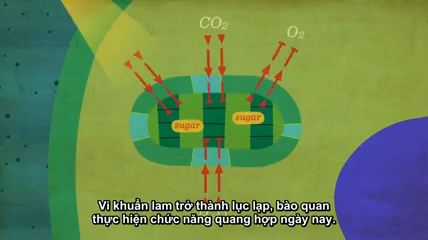 CO2
O2
sugar
sugar
Vi khuẩn lam trở thành lục lạp, bào quan
thực hiện chức năng quang hợp ngày nay.